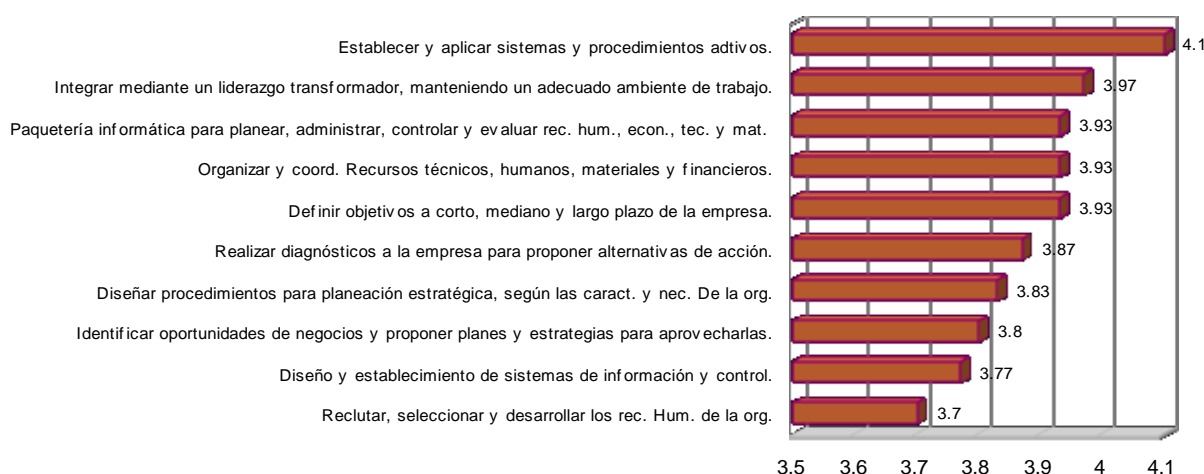 Establecer y aplicar sistemas y procedimientos adtivos. 4.1
Integrar mediante un liderazgo transformador, manteniendo un adecuado ambiente de trabajo. 3.97
Paquetería informática para planear, administrar, controlar y evaluar rec. hum., econ., tec. y mat. 3.93
Organizar y coord. Recursos técnicos, humanos, materiales y financieros. 3.93
Definir objetivos a corto, mediano y largo plazo de la empresa. 3.93
Realizar diagnósticos a la empresa para proponer alternativas de acción. 3.87
Diseñar procedimientos para planeación estratégica, según las caract. y nec. De la org. 3.83
Identificar oportunidades de negocios y proponer planes y estrategias para aprovecharlas. 3.8
Diseño y establecimiento de sistemas de información y control. 3.77
Reclutar, seleccionar y desarrollar los rec. Hum. de la org. 3.7
3.5 3.6 3.7 3.8 3.9 4 4.1